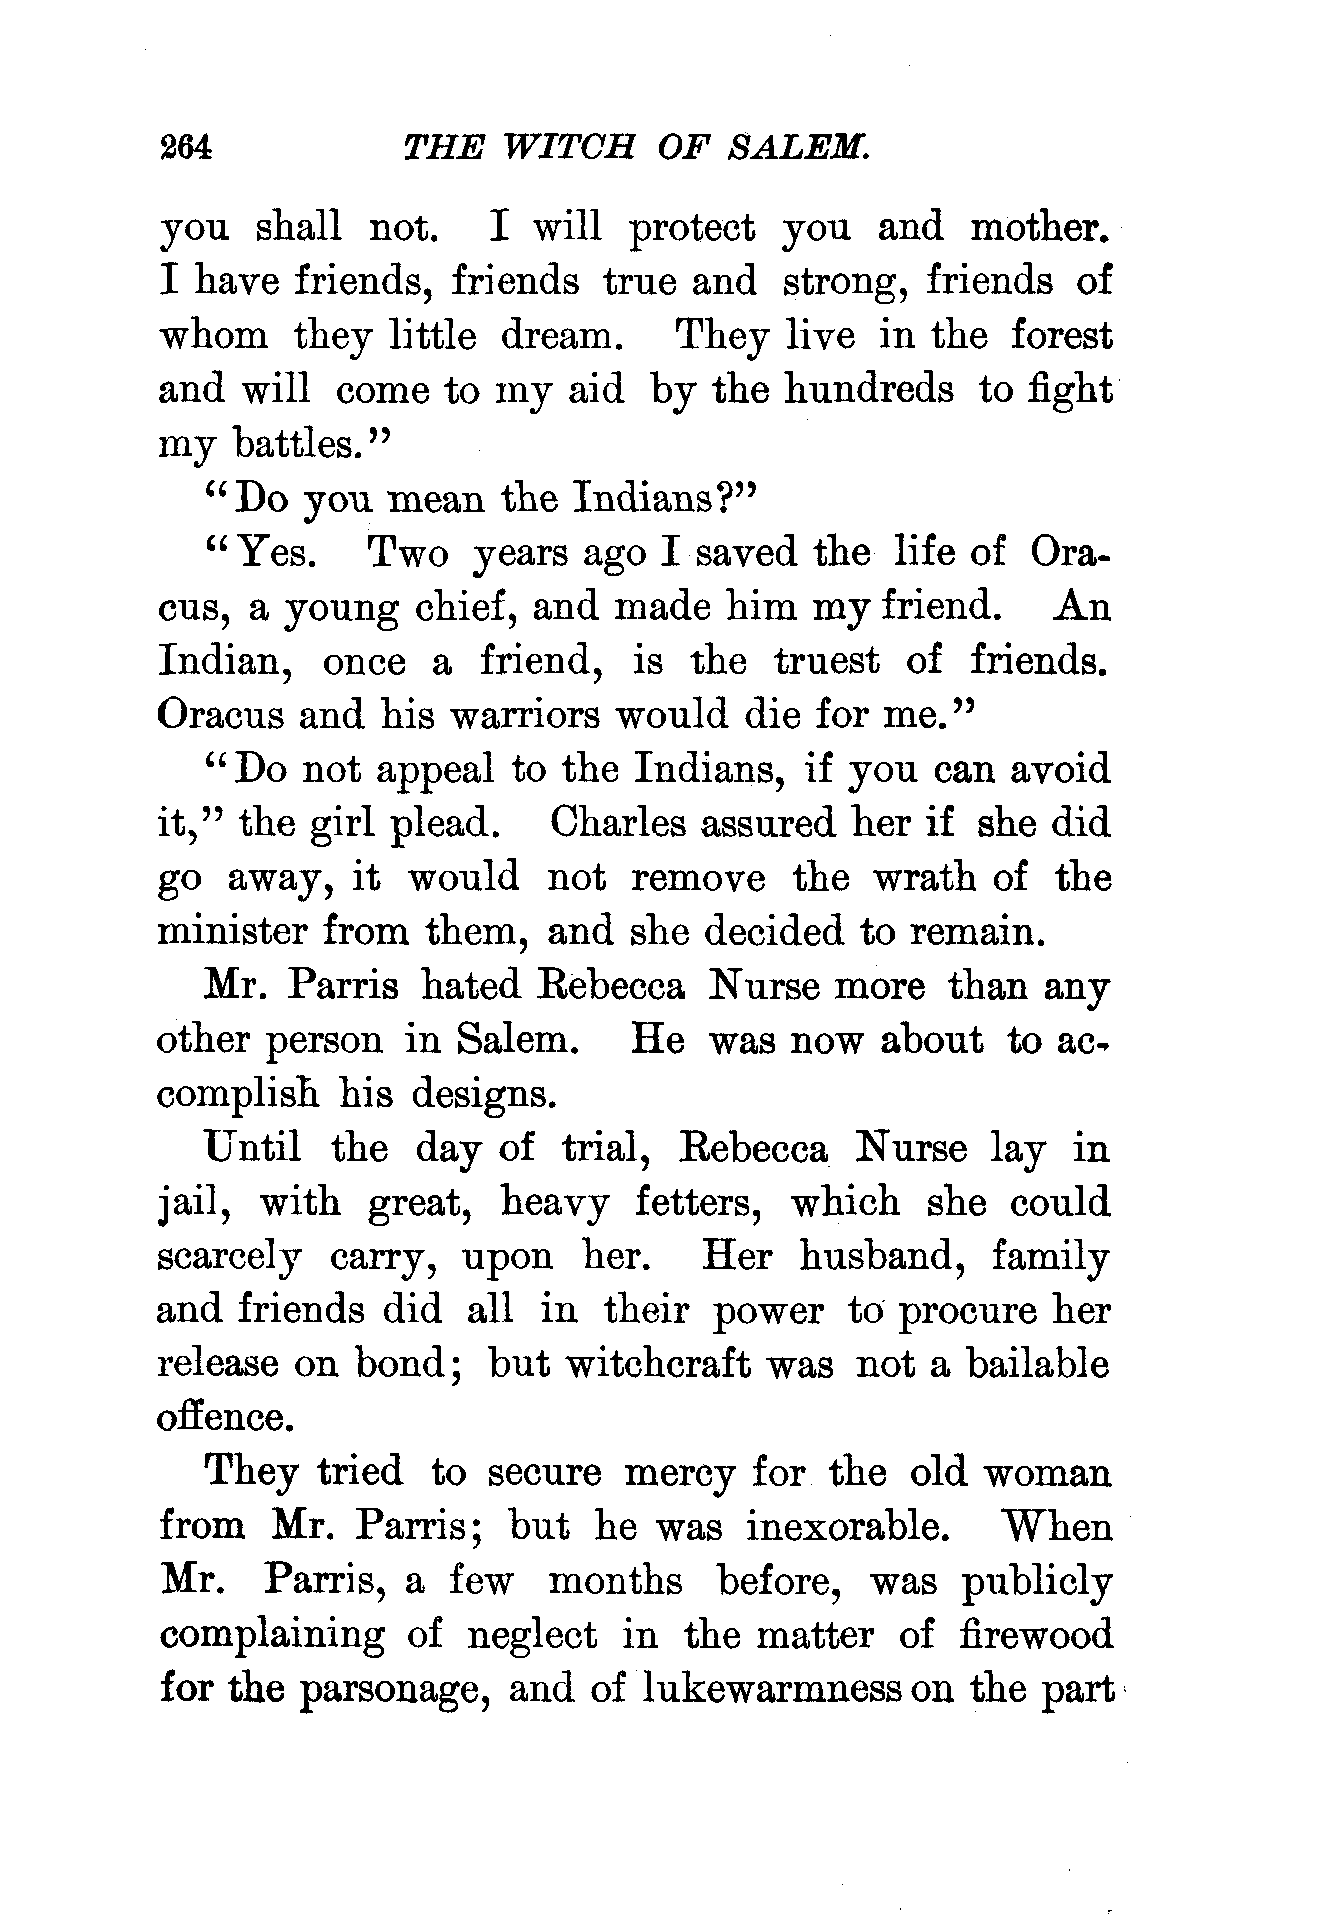 264 THE WITCH OF SALEM.
you shall not. I will protect you and mother.
I have friends, friends true and strong, friends of
whom they little dream. They live in the forest
and will come to my aid by the hundreds to fight
my battles.”
“Do you mean the Indians?”
“Yes. Two years ago I saved the life of Ora-
cus, a young chief, and made him my friend. An
Indian, once a friend, is the truest of friends.
Oracus and his warriors would die for me.”
“Do not appeal to the Indians, if you can avoid
it,” the girl plead. Charles assured her if she did
go away, it would not remove the wrath of the
minister from them, and she decided to remain.
Mr. Parris hated Rebecca Nurse more than any
other person in Salem. He was now about to ac-
complish his designs.
Until the day of trial, Rebecca Nurse lay in
jail, with great, heavy fetters, which she could
scarcely carry, upon her. Her husband, family
and friends did all in their power to procure her
release on bond; but witchcraft was not a bailable
offence.
They tried to secure mercy for the old woman
from Mr. Parris; but he was inexorable. When
Mr. Parris, a few months before, was publicly
complaining of neglect in the matter of firewood
for the parsonage, and of lukewarmness on the part